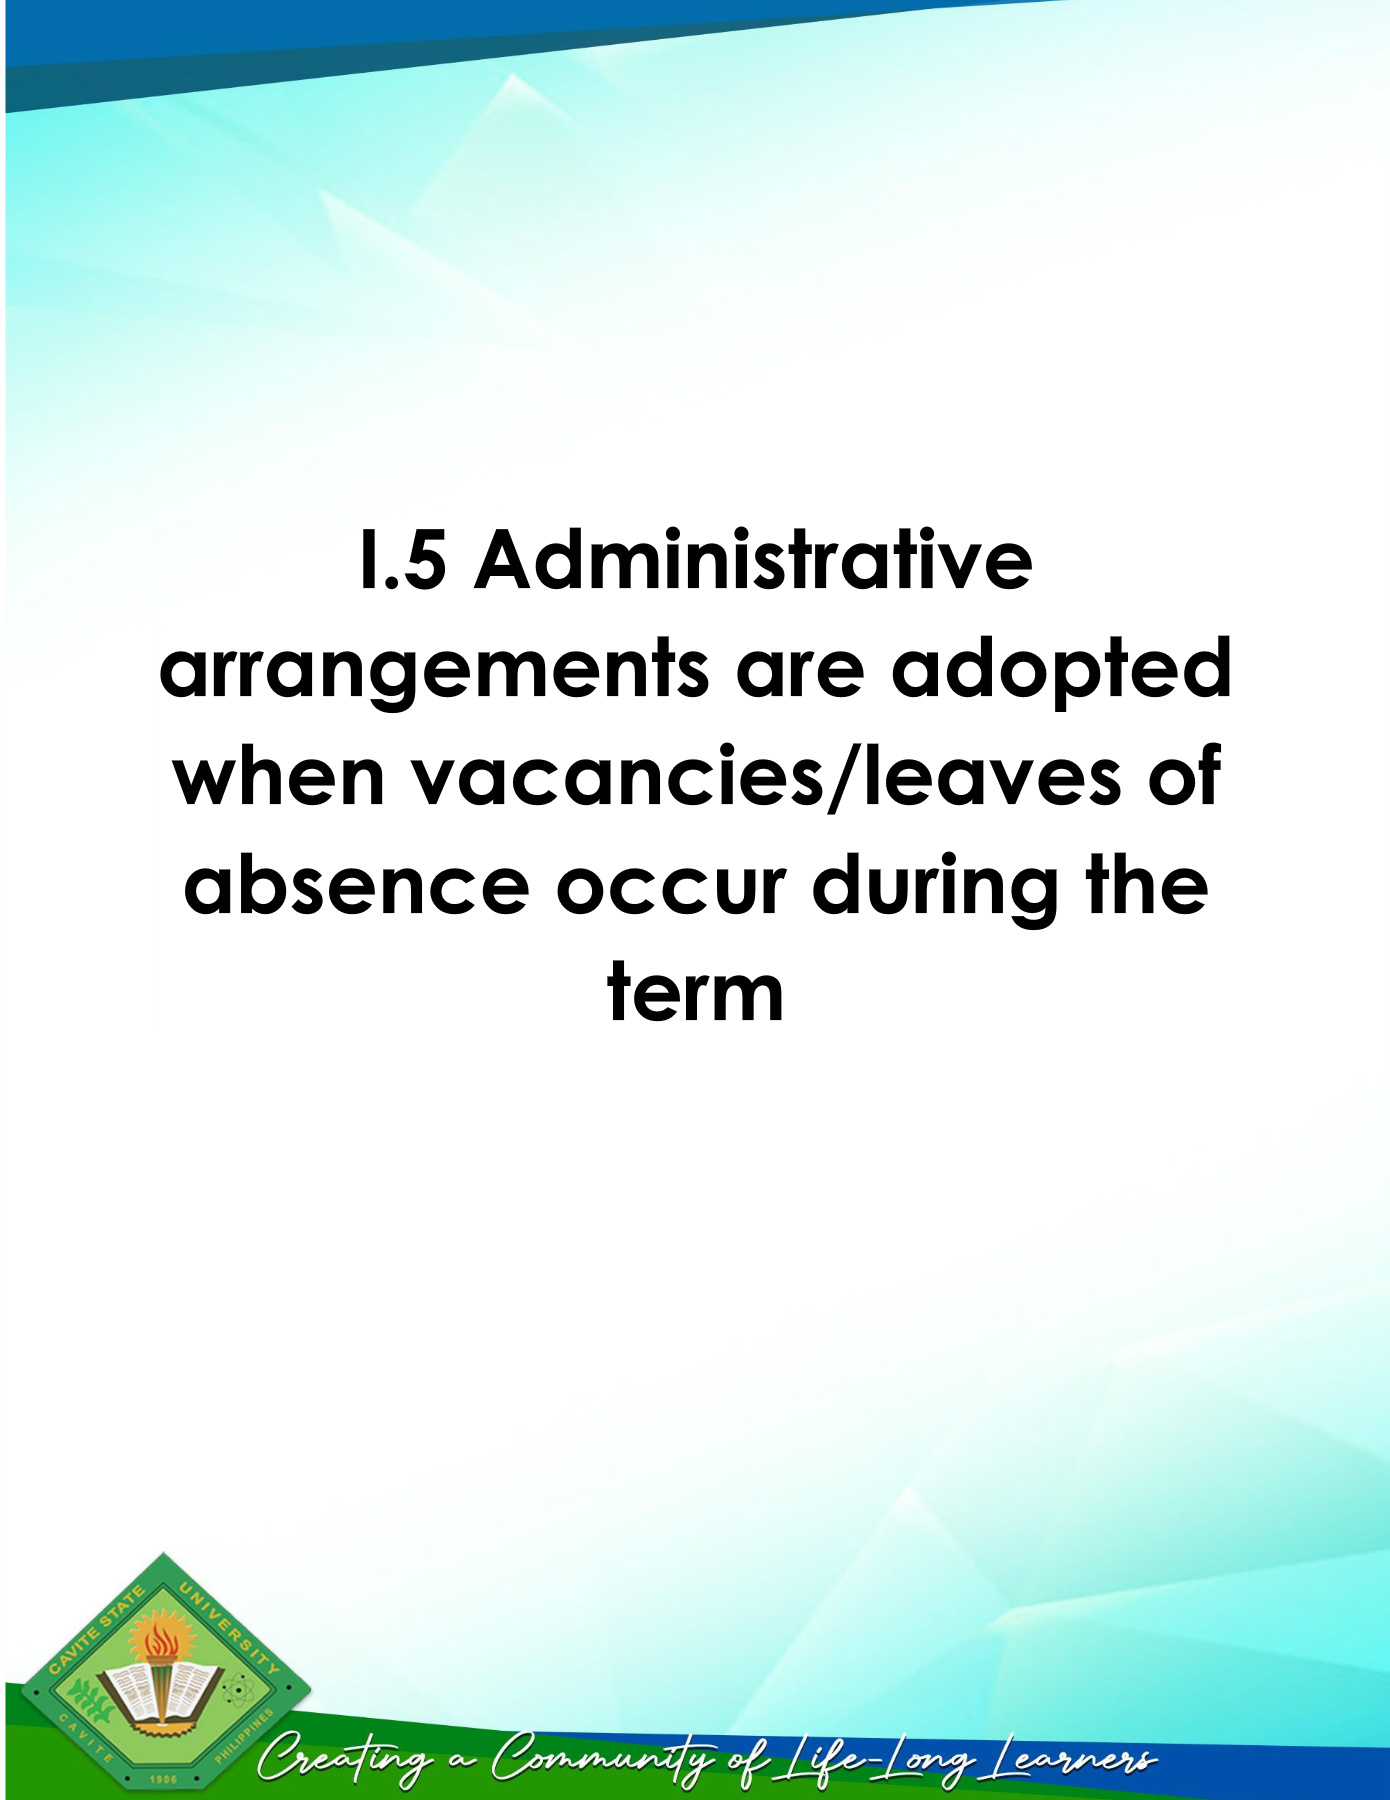 I.5 Administrative
arrangements are adopted
when vacancies/leaves of
absence occur during the
term
CAVITE STATE UNIVERSITY
CAVITE
PHILIPPINES
1906
Creating a Community of Life-Long Learners